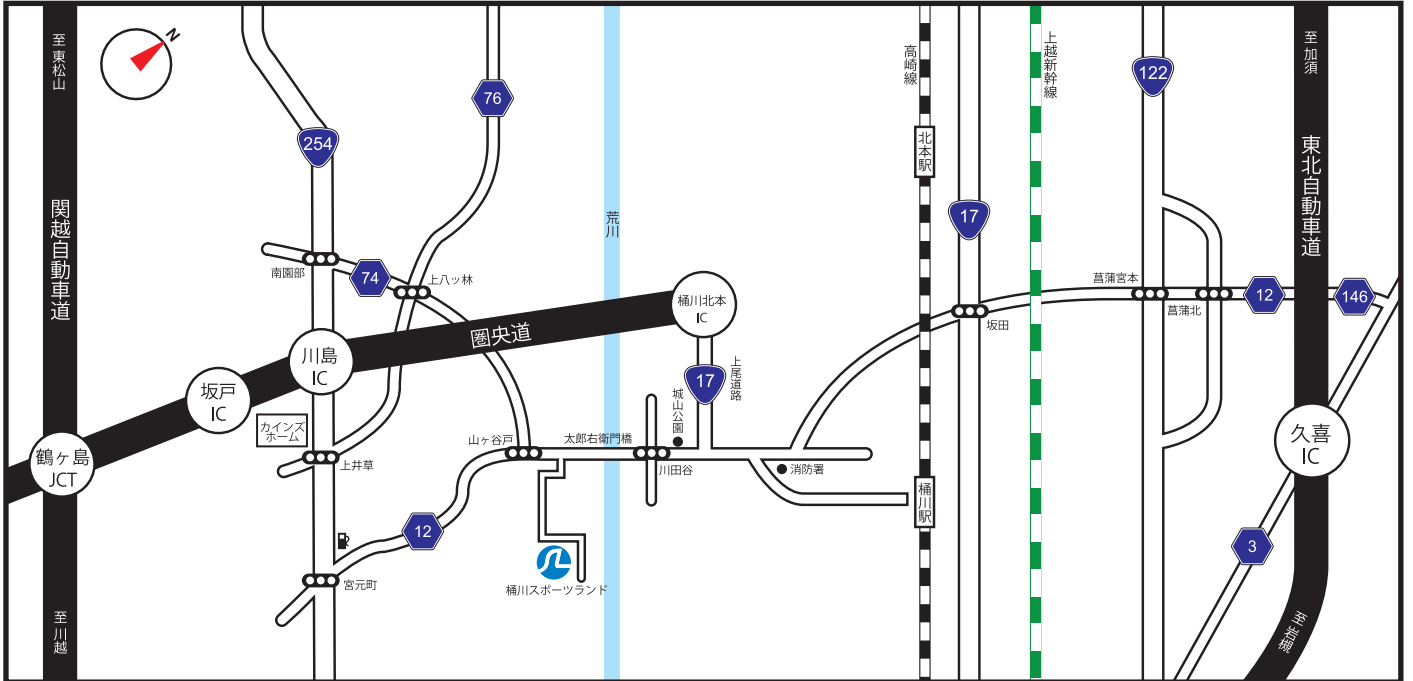 至東松山
N
関越自動車道
至川越
鶴ヶ島
JCT
坂戸
IC
川島
IC
カインズ
ホーム
254
76
74
南園部
上八ッ林
圏央道
上井草
宮元町
12
山ヶ谷戸
太郎右衛門橋
桶川スポーツランド
荒川
桶川北本
IC
17
上尾道路
城山公園
川田谷
消防署
高崎線
北本駅
桶川駅
17
坂田
上越新幹線
122
菖蒲宮本
菖蒲北
12
146
3
至加須
東北自動車道
久喜
IC
至岩槻